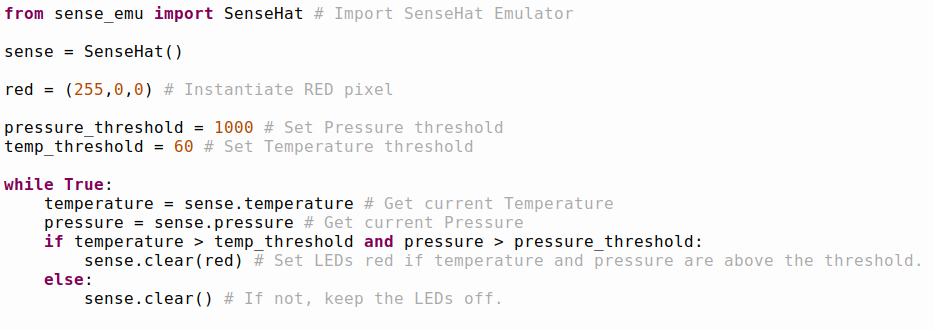 from sense_emu import SenseHat # Import SenseHat Emulator
sense = SenseHat()
red = (255,0,0) # Instantiate RED pixel
pressure_threshold = 1000 # Set Pressure threshold
temp_threshold = 60 # Set Temperature threshold
while True:
    temperature = sense.temperature # Get current Temperature
    pressure = sense.pressure # Get current Pressure
    if temperature > temp_threshold and pressure > pressure_threshold:
        sense.clear(red) # Set LEDs red if temperature and pressure are above the threshold.
    else:
        sense.clear() # If not, keep the LEDs off.